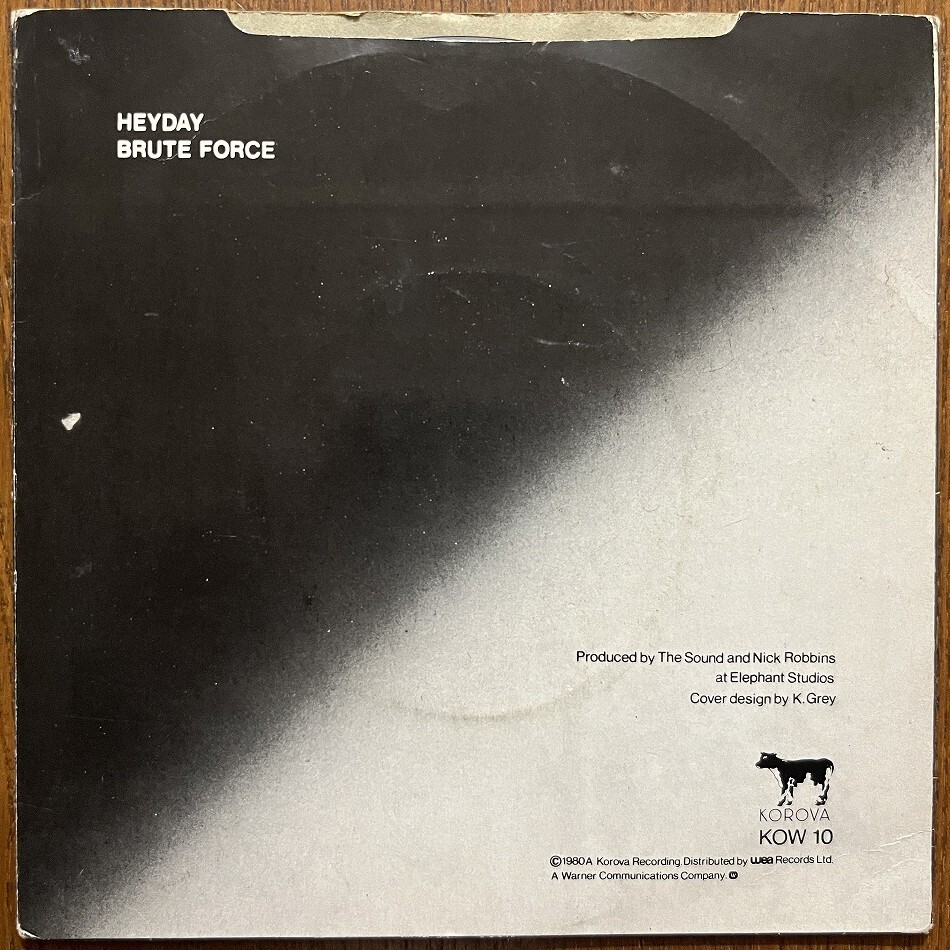 HEYDAY
BRUTE FORCE
Produced by The Sound and Nick Robbins
at Elephant Studios
Cover design by K. Grey
KOROVA
KOW 10
©1980 A Korova Recording. Distributed by wea Records Ltd.
A Warner Communications Company. W